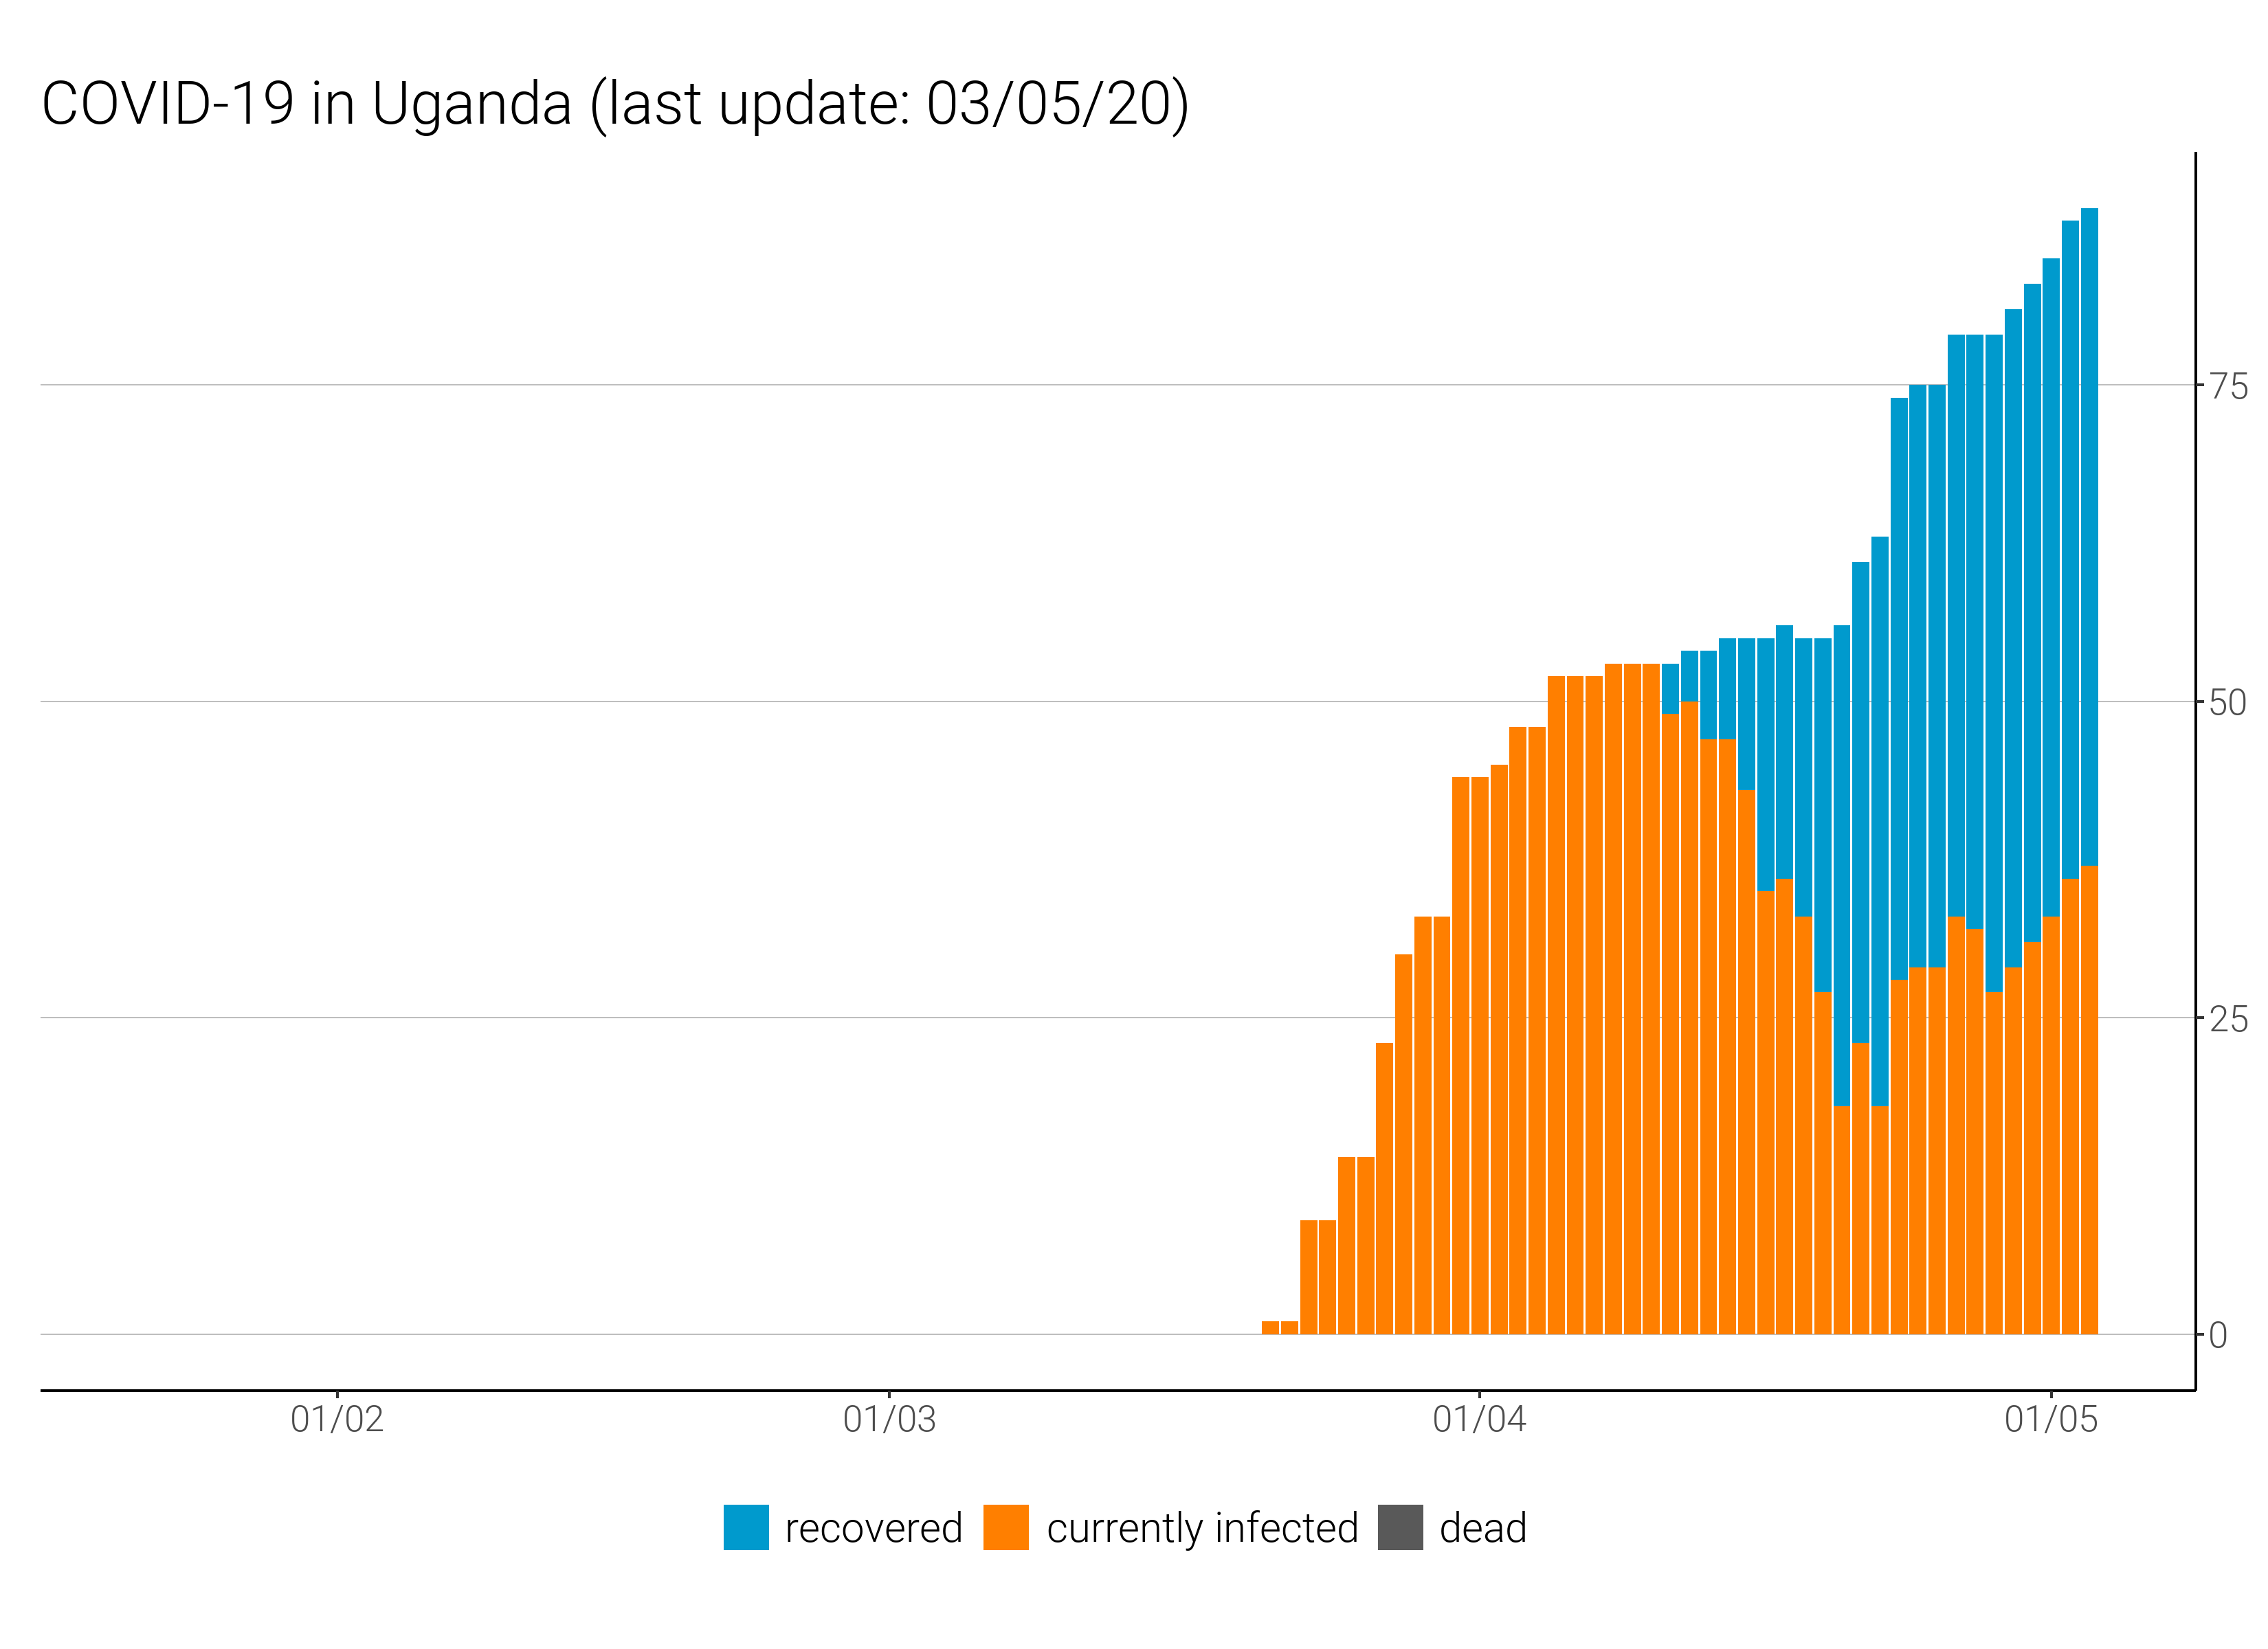 COVID-19 in Uganda (last update: 03/05/20)
75
50
25
0
01/02 01/03 01/04 01/05
recovered currently infected dead